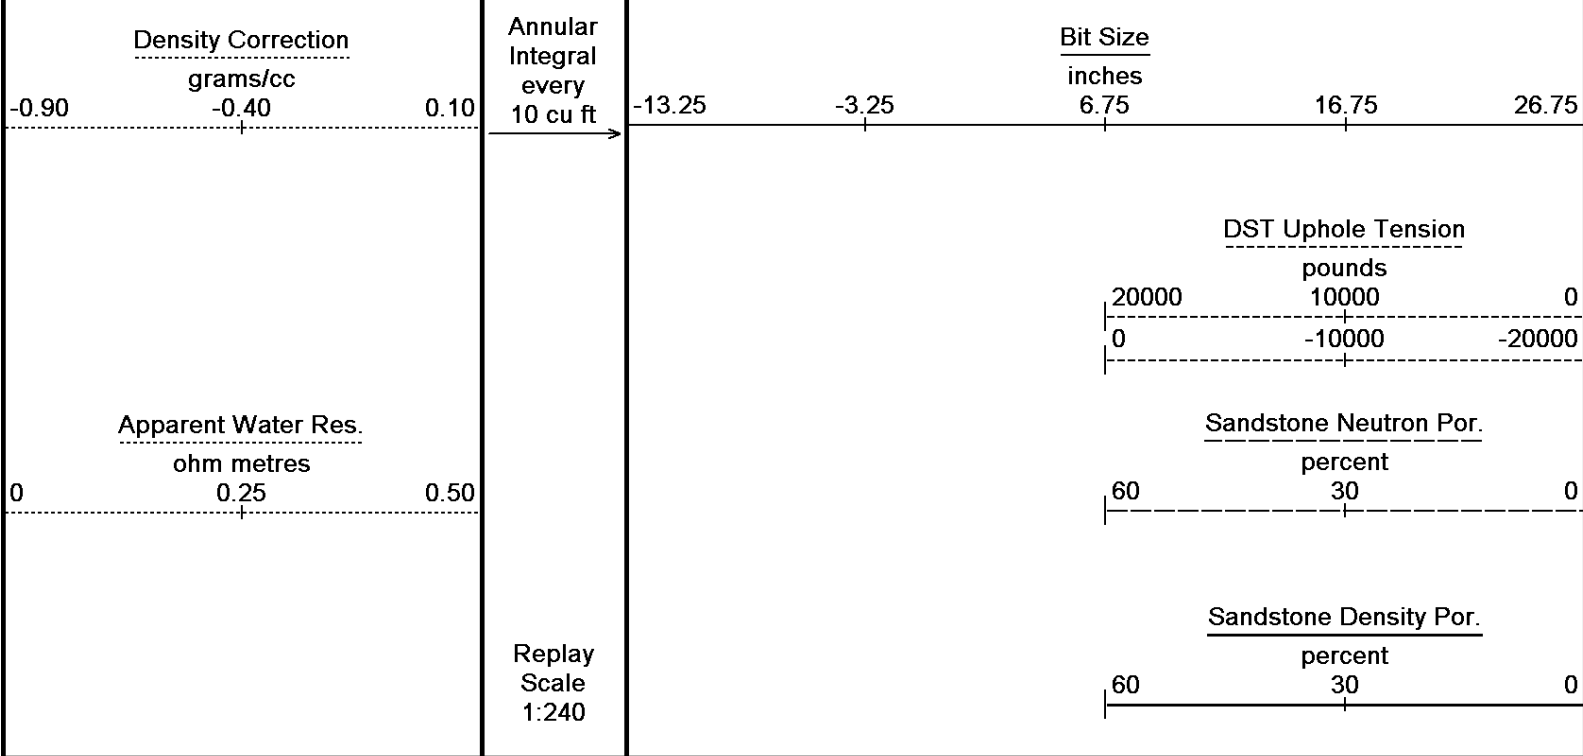 Density Correction
grams/cc
-0.90 -0.40 0.10
Apparent Water Res.
ohm metres
0 0.25 0.50
Annular
Integral
every
10 cu ft
Replay
Scale
1:240
Bit Size
inches
-13.25 -3.25 6.75 16.75 26.75
DST Uphole Tension
pounds
20000 10000 0
0 -10000 -20000
Sandstone Neutron Por.
percent
60 30 0
Sandstone Density Por.
percent
60 30 0